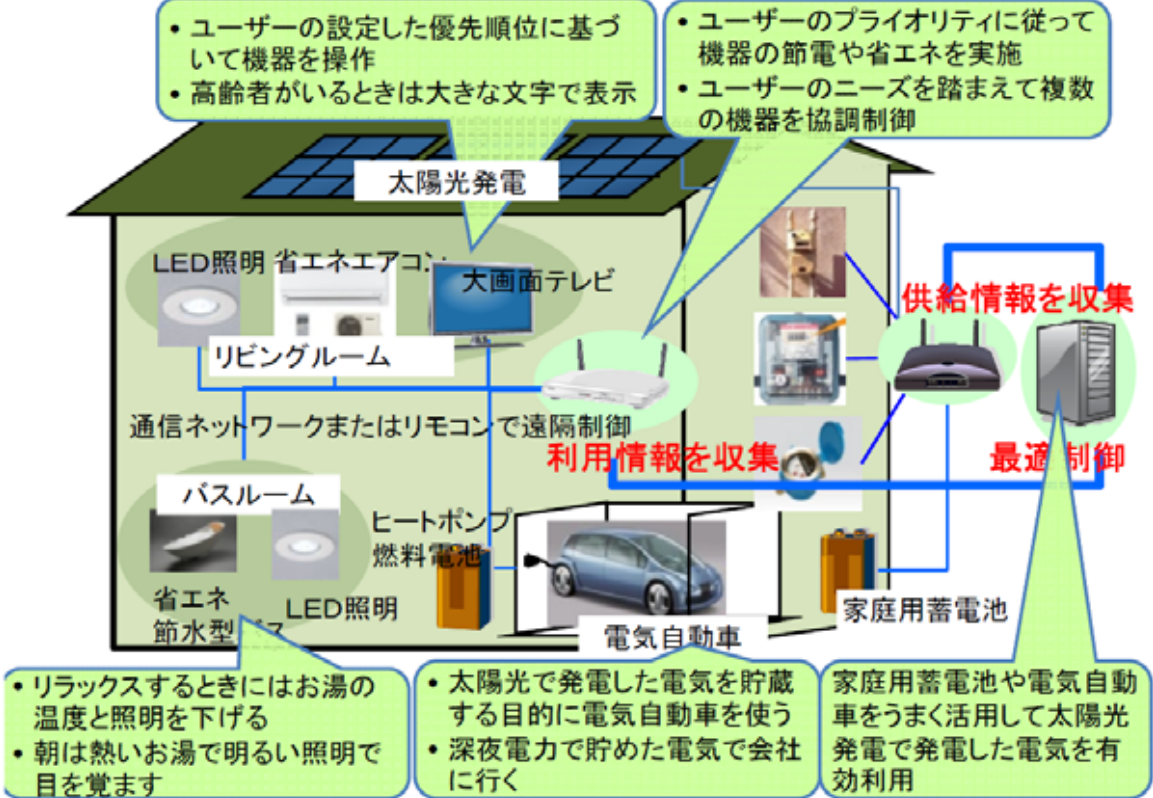 • ユーザーの設定した優先順位に基づ
いて機器を操作
• 高齢者がいるときは大きな文字で表示
• ユーザーのプライオリティに従って
機器の節電や省エネを実施
• ユーザーのニーズを踏まえて複数
の機器を協調制御
太陽光発電
LED照明
省エネエアコン
大画面テレビ
リビングルーム
供給情報を収集
通信ネットワークまたはリモコンで遠隔制御
利用情報を収集
最適制御
バスルーム
ヒートポンプ
燃料電池
省エネ
節水型バス
LED照明
電気自動車
家庭用蓄電池
• リラックスするときにはお湯の
温度と照明を下げる
• 朝は熱いお湯で明るい照明で
目を覚ます
• 太陽光で発電した電気を貯蔵
する目的に電気自動車を使う
• 深夜電力で貯めた電気で会社
に行く
家庭用蓄電池や電気自動
車をうまく活用して太陽光
発電で発電した電気を有
効利用